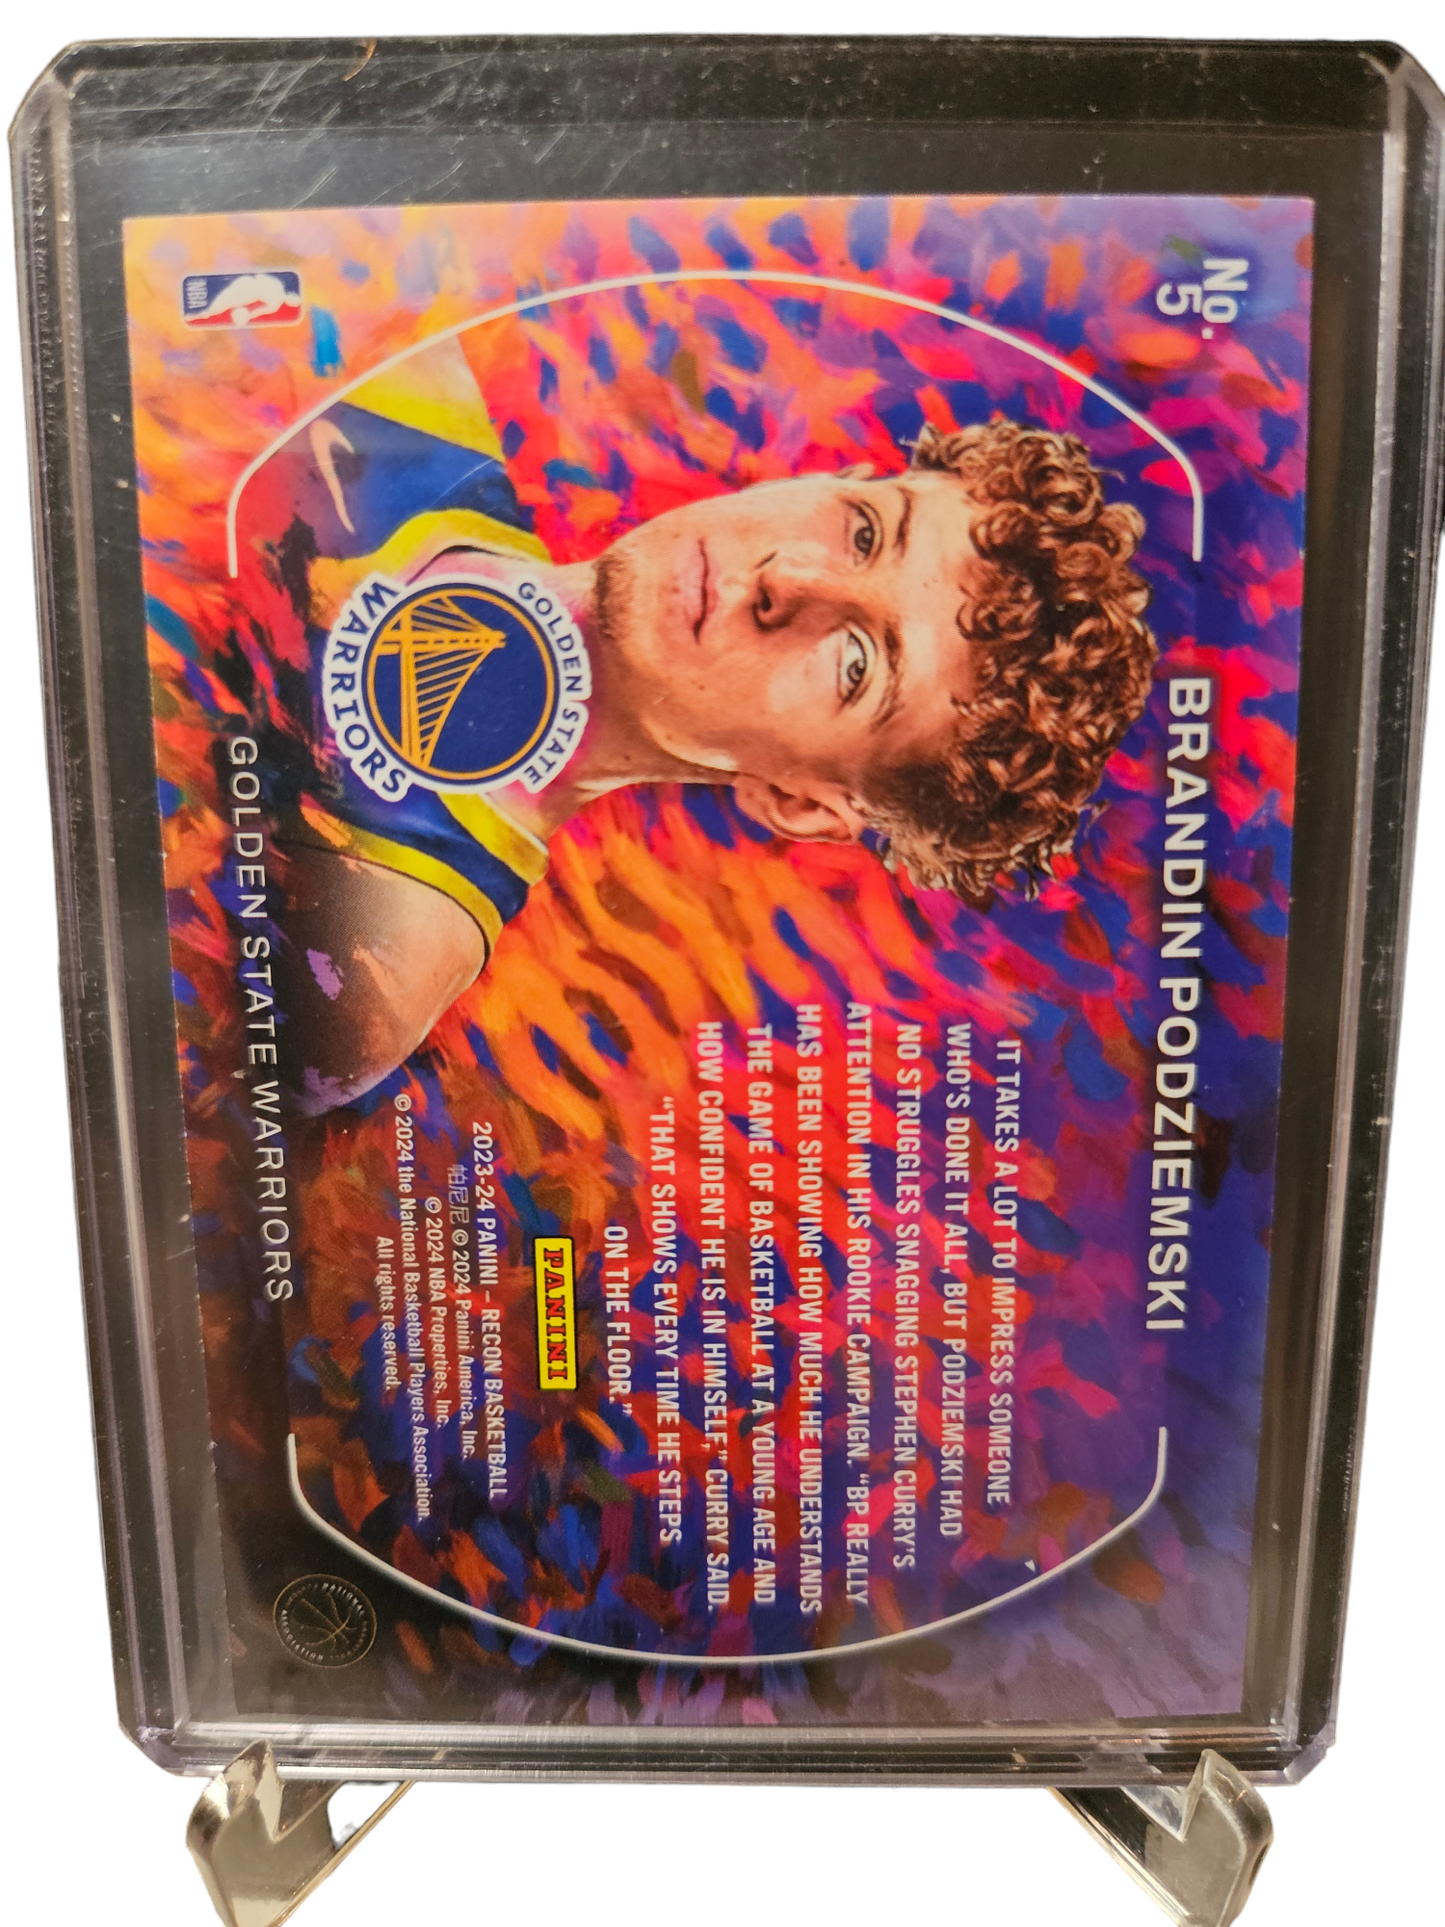 No.
5
BRANDIN PODZIEMSKI
IT TAKES A LOT TO IMPRESS SOMEONE
WHO'S DONE IT ALL, BUT PODZIEMSKI HAD
NO STRUGGLES SNAGGING STEPHEN CURRY'S
ATTENTION IN HIS ROOKIE CAMPAIGN. “BP REALLY
HAS BEEN SHOWING HOW MUCH HE UNDERSTANDS
THE GAME OF BASKETBALL AT A YOUNG AGE AND
HOW CONFIDENT HE IS IN HIMSELF,” CURRY SAID.
“THAT SHOWS EVERY TIME HE STEPS
ON THE FLOOR.”
PANINI
2023-24 PANINI – RECON BASKETBALL
帕尼尼 © 2024 Panini America, Inc.
© 2024 NBA Properties, Inc.
© 2024 the National Basketball Players Association.
All rights reserved.
GOLDEN STATE
WARRIORS
GOLDEN STATE WARRIORS
NBA
NATIONAL
ASSOCIATION